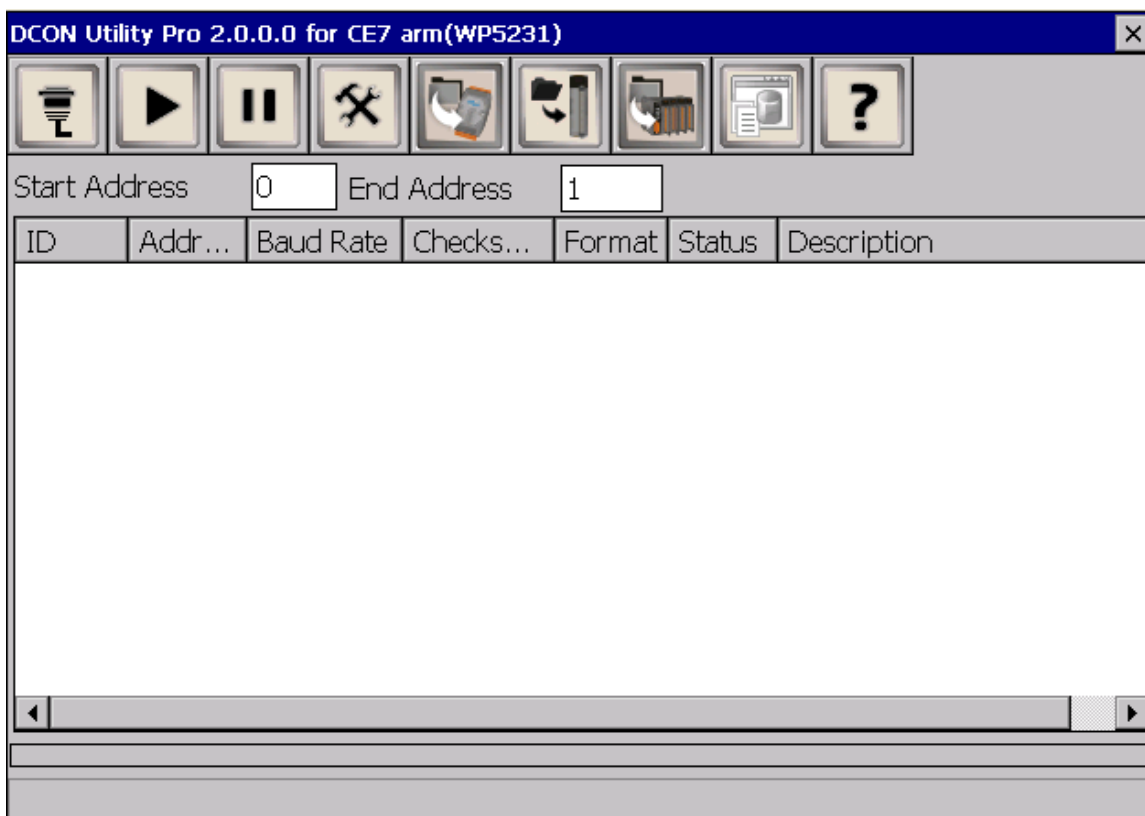 DCON Utility Pro 2.0.0.0 for CE7 arm(WP5231)
?
Start Address 0 End Address 1
ID Addr... Baud Rate Checks... Format Status Description